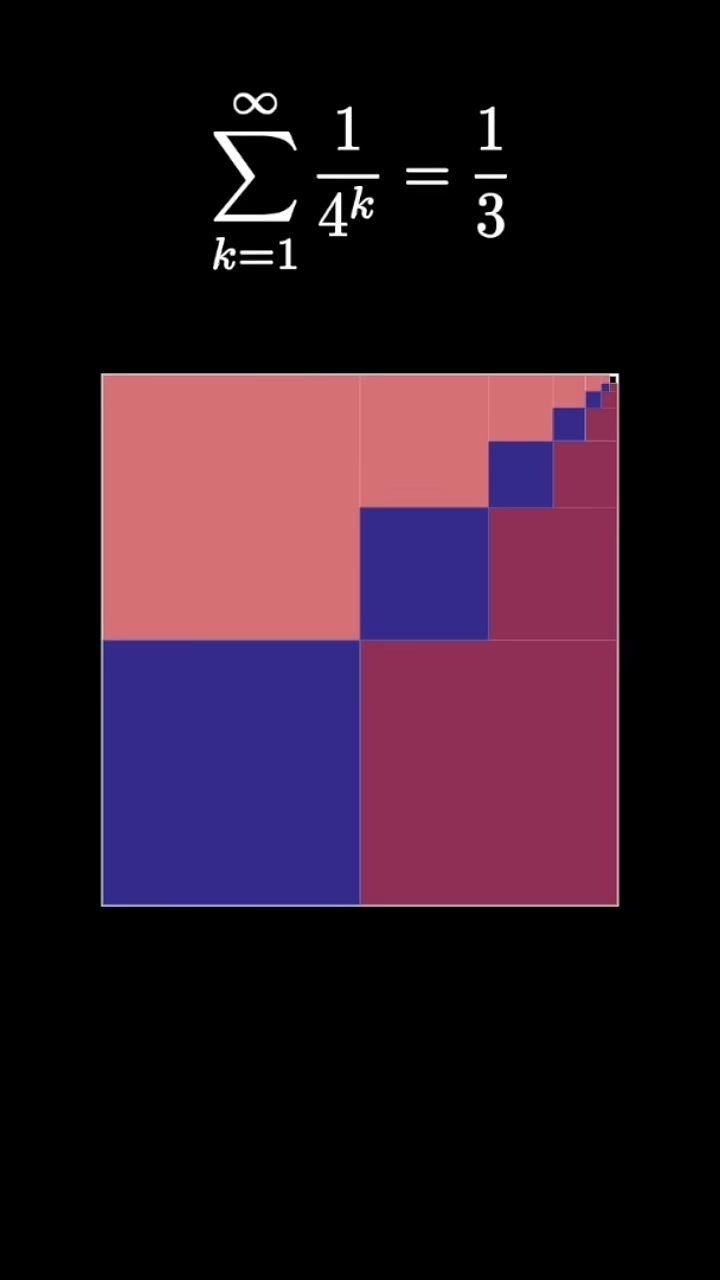 ∑_{k=1}^{∞} 1/4^k = 1/3